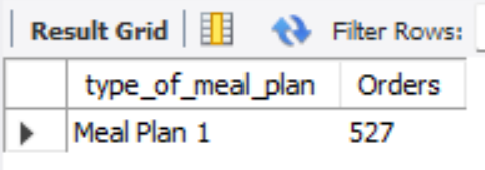 Result Grid Filter Rows:
type_of_meal_plan Orders
Meal Plan 1 527